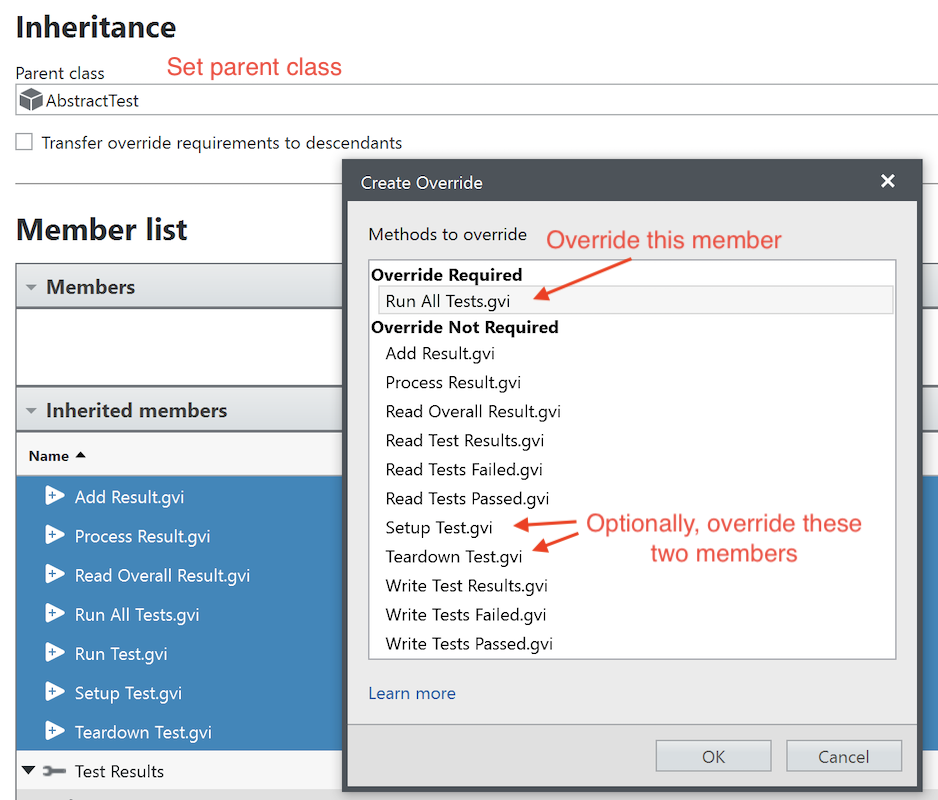 Inheritance
Parent class
Set parent class
AbstractTest
Transfer override requirements to descendants
Member list
Members
Inherited members
Name
Add Result.gvi
Process Result.gvi
Read Overall Result.gvi
Run All Tests.gvi
Run Test.gvi
Setup Test.gvi
Teardown Test.gvi
Test Results
Create Override
Methods to override
Override this member
Override Required
Run All Tests.gvi
Override Not Required
Add Result.gvi
Process Result.gvi
Read Overall Result.gvi
Read Test Results.gvi
Read Tests Failed.gvi
Read Tests Passed.gvi
Setup Test.gvi
Optionally, override these
two members
Teardown Test.gvi
Write Test Results.gvi
Write Tests Failed.gvi
Write Tests Passed.gvi
Learn more
OK
Cancel